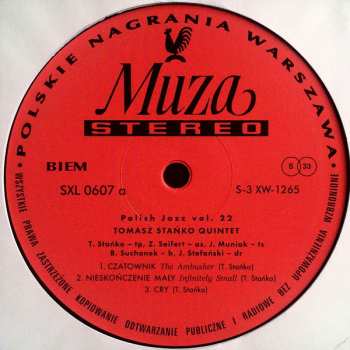 POLSKIE NAGRANIA WARSZAWA
Muza
STEREO
BIEM
SXL 0607 a
S-3 XW-1265
Polish Jazz vol. 22
TOMASZ STAŃKO QUINTET
T. Stańko - tp, Z. Seifert - as, J. Muniak - ts
B. Suchanek - b, J. Stefański - dr
1. CZATOWNIK The Ambusher (T. Stańko)
2. NIESKOŃCZENIE MAŁY Infinitely Small (T. Stańko)
3. CRY (T. Stańko)
WSZYSTKIE PRAWA ZASTRZEŻONE KOPIOWANIE ODTWARZANIE PUBLICZNE I RADIOWE BEZ UPOWAŻNIENIA WZBRONIONE